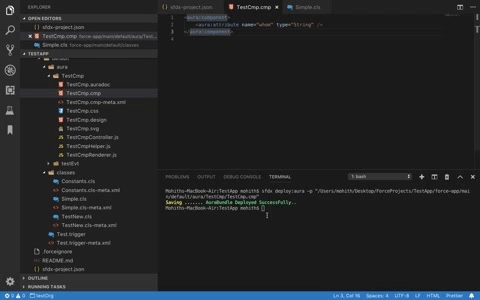 EXPLORER
OPEN EDITORS
sfdx-project.json
TestCmp.cmp force-app/main/default/aura/Test...
Simple.cls force-app/main/default/classes
TESTAPP
default
aura
TestCmp
TestCmp.auradoc
TestCmp.cmp
TestCmp.cmp-meta.xml
TestCmp.css
TestCmp.design
TestCmp.svg
TestCmpController.js
TestCmpHelper.js
TestCmpRenderer.js
testEvt
classes
Constants.cls
Constants.cls-meta.xml
Simple.cls
Simple.cls-meta.xml
TestNew.cls
TestNew.cls-meta.xml
Test.trigger
Test.trigger-meta.xml
.forceignore
README.md
sfdx-project.json
OUTLINE
RUNNING TASKS
sfdx-project.json
TestCmp.cmp
Simple.cls
1 <aura:component>
2 <aura:attribute name="whom" type="String" />
3 </aura:component>
PROBLEMS OUTPUT DEBUG CONSOLE TERMINAL 1: bash
Mohiths-MacBook-Air:TestApp mohith$ sfdx deploy:aura -p "/Users/mohith/Desktop/ForceProjects/TestApp/force-app/mai
n/default/aura/TestCmp/TestCmp.cmp"
Saving ....... AuraBundle Deployed Successfully..
Mohiths-MacBook-Air:TestApp mohith$
0 0 testOrg Ln 3, Col 16 Spaces: 4 UTF-8 LF HTML Prettier